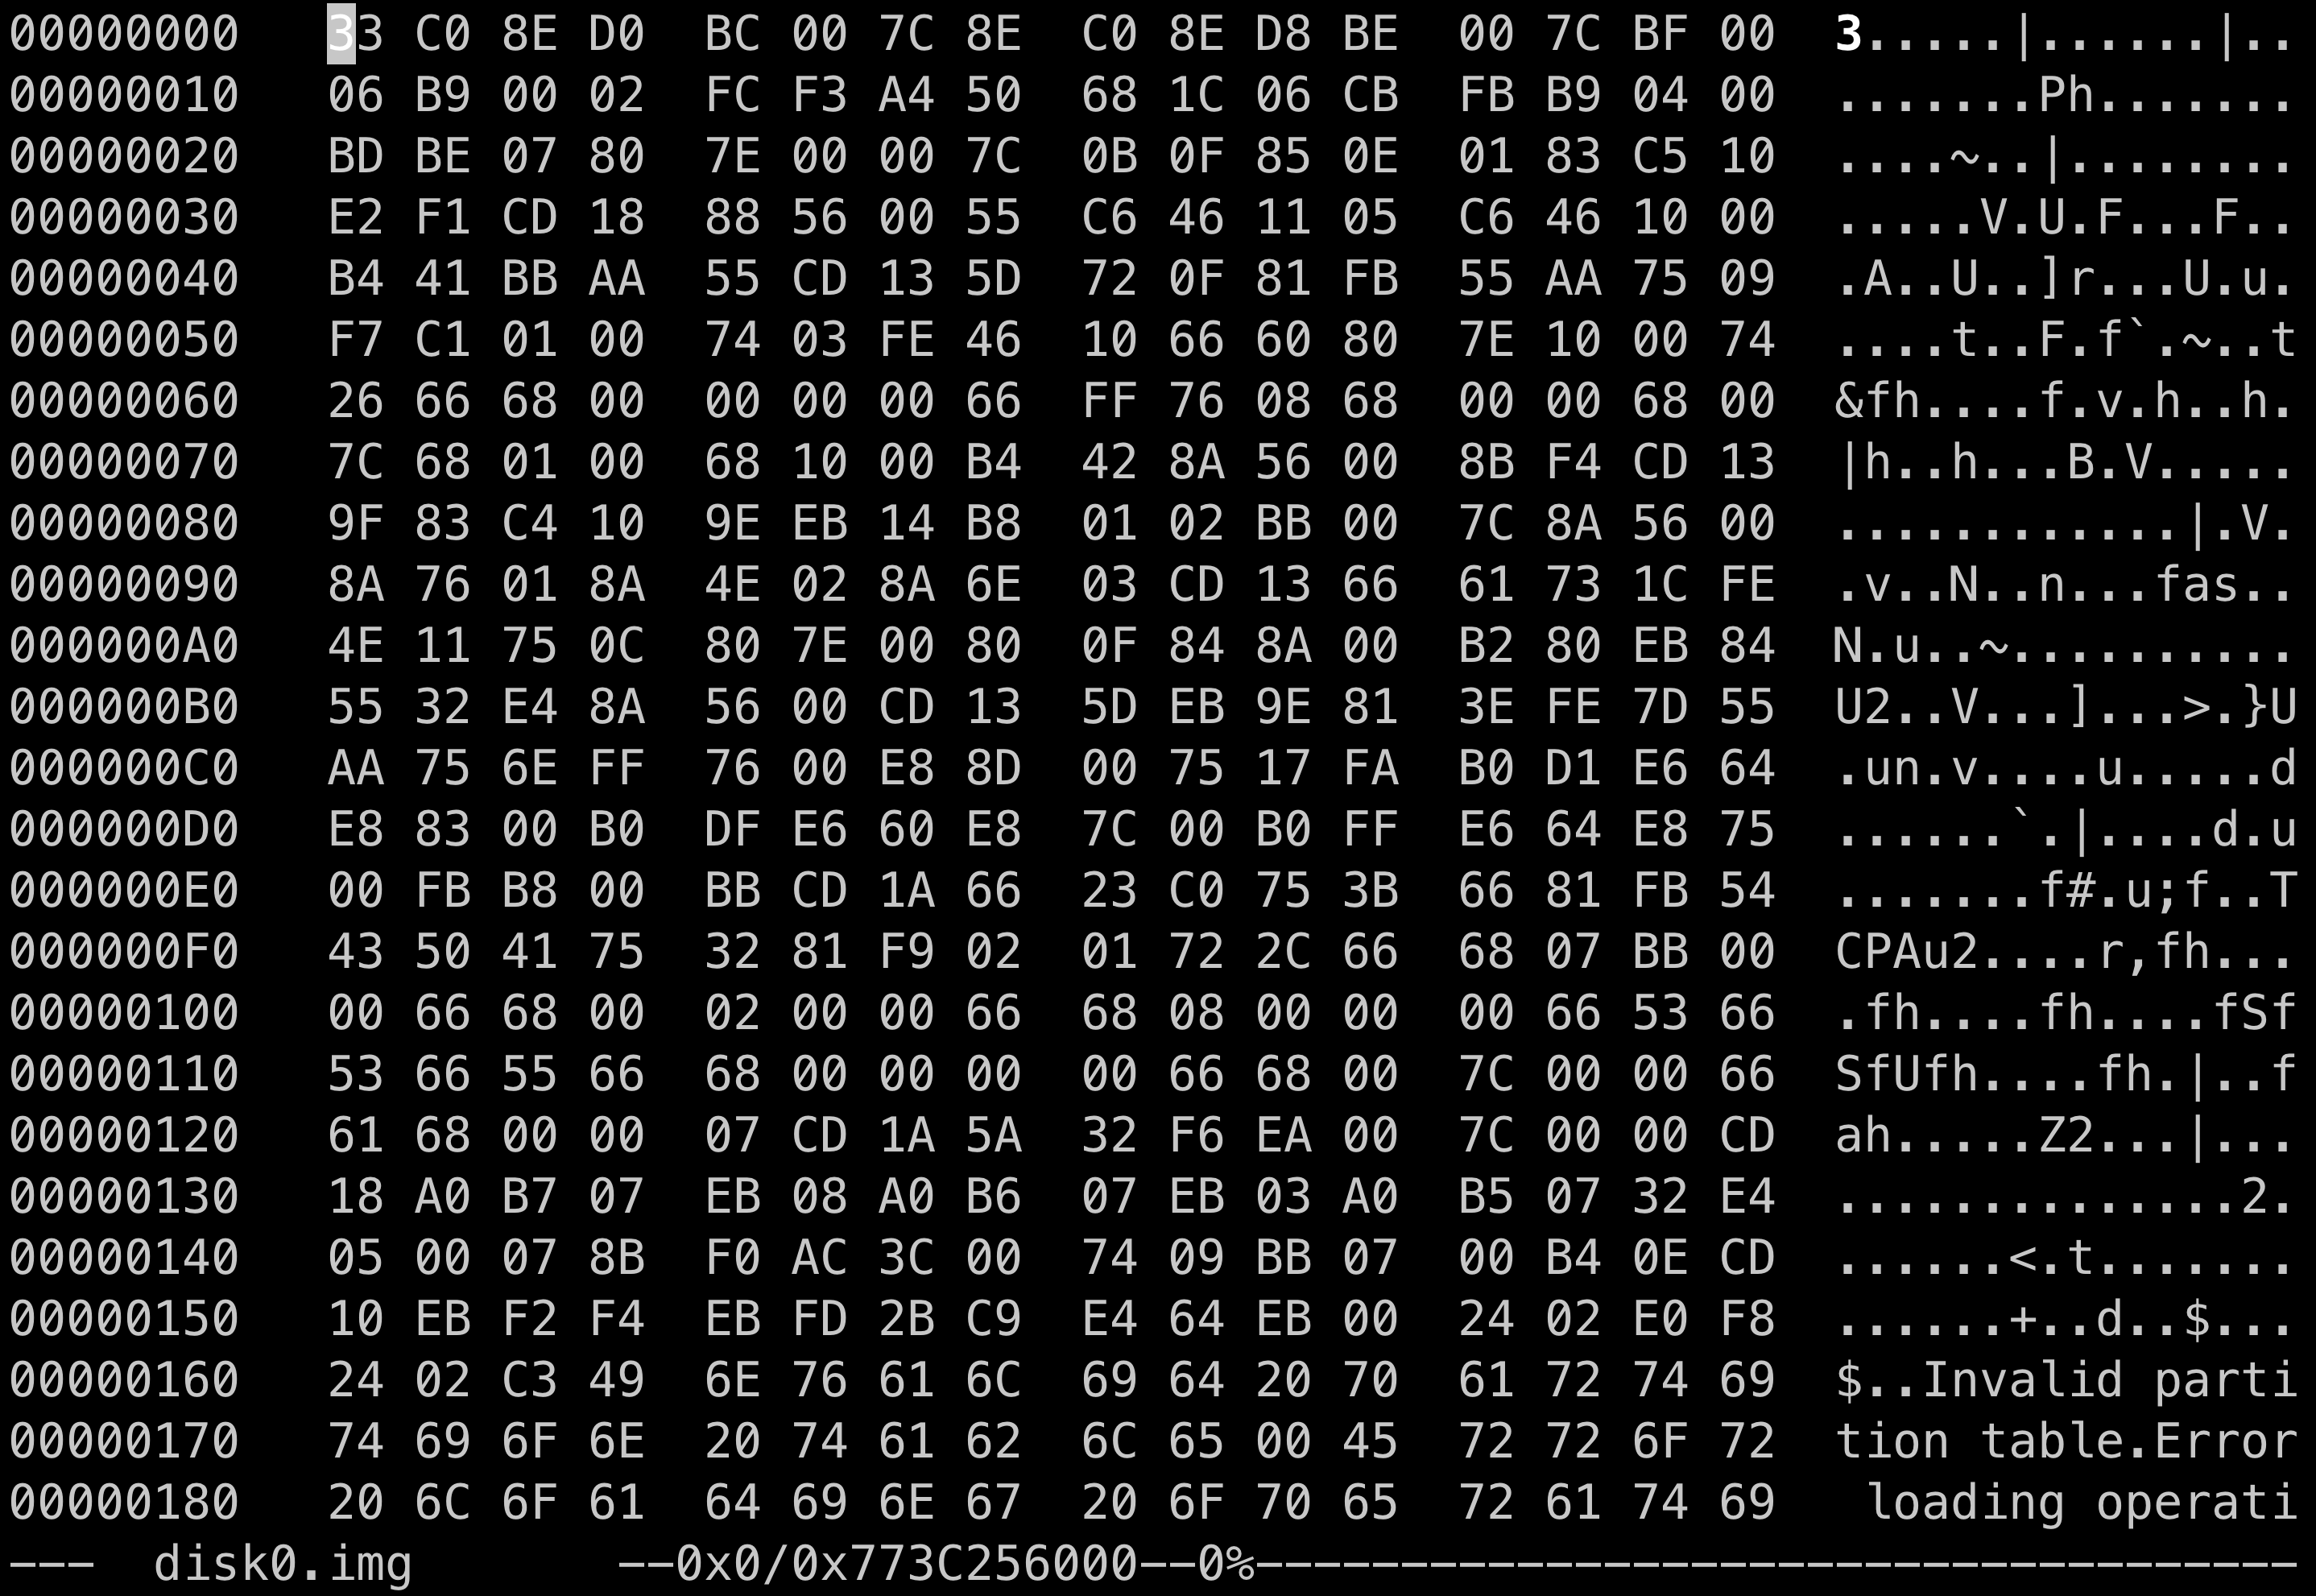 00000000   33 C0 8E D0  BC 00 7C 8E  C0 8E D8 BE  00 7C BF 00  3.....|......|..
00000010   06 B9 00 02  FC F3 A4 50  68 1C 06 CB  FB B9 04 00  .......Ph.......
00000020   BD BE 07 80  7E 00 00 7C  0B 0F 85 0E  01 83 C5 10  ....~..|........
00000030   E2 F1 CD 18  88 56 00 55  C6 46 11 05  C6 46 10 00  .....V.U.F...F..
00000040   B4 41 BB AA  55 CD 13 5D  72 0F 81 FB  55 AA 75 09  .A..U..]r...U.u.
00000050   F7 C1 01 00  74 03 FE 46  10 66 60 80  7E 10 00 74  ....t..F.f`.~..t
00000060   26 66 68 00  00 00 00 66  FF 76 08 68  00 00 68 00  &fh....f.v.h..h.
00000070   7C 68 01 00  68 10 00 B4  42 8A 56 00  8B F4 CD 13  |h..h...B.V.....
00000080   9F 83 C4 10  9E EB 14 B8  01 02 BB 00  7C 8A 56 00  ............|.V.
00000090   8A 76 01 8A  4E 02 8A 6E  03 CD 13 66  61 73 1C FE  .v..N..n...fas..
000000A0   4E 11 75 0C  80 7E 00 80  0F 84 8A 00  B2 80 EB 84  N.u..~..........
000000B0   55 32 E4 8A  56 00 CD 13  5D EB 9E 81  3E FE 7D 55  U2..V...]...>.}U
000000C0   AA 75 6E FF  76 00 E8 8D  00 75 17 FA  B0 D1 E6 64  .un.v....u.....d
000000D0   E8 83 00 B0  DF E6 60 E8  7C 00 B0 FF  E6 64 E8 75  ......`.|....d.u
000000E0   00 FB B8 00  BB CD 1A 66  23 C0 75 3B  66 81 FB 54  .......f#.u;f..T
000000F0   43 50 41 75  32 81 F9 02  01 72 2C 66  68 07 BB 00  CPAu2....r,fh...
00000100   00 66 68 00  02 00 00 66  68 08 00 00  00 66 53 66  .fh....fh....fSf
00000110   53 66 55 66  68 00 00 00  00 66 68 00  7C 00 00 66  SfUfh....fh.|..f
00000120   61 68 00 00  07 CD 1A 5A  32 F6 EA 00  7C 00 00 CD  ah.....Z2...|...
00000130   18 A0 B7 07  EB 08 A0 B6  07 EB 03 A0  B5 07 32 E4  ..............2.
00000140   05 00 07 8B  F0 AC 3C 00  74 09 BB 07  00 B4 0E CD  ......<.t.......
00000150   10 EB F2 F4  EB FD 2B C9  E4 64 EB 00  24 02 E0 F8  ......+..d..$...
00000160   24 02 C3 49  6E 76 61 6C  69 64 20 70  61 72 74 69  $..Invalid parti
00000170   74 69 6F 6E  20 74 61 62  6C 65 00 45  72 72 6F 72  tion table.Error
00000180   20 6C 6F 61  64 69 6E 67  20 6F 70 65  72 61 74 69   loading operati
---  disk0.img       --0x0/0x773C256000--0%------------------------------------